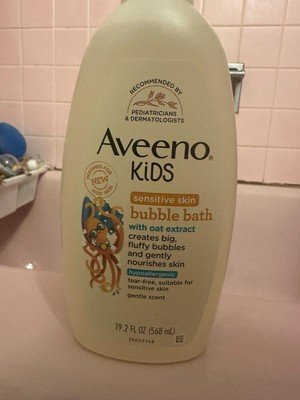 RECOMMENDED BY
PEDIATRICIANS &
DERMATOLOGISTS
Aveeno®
KiDS
NEW
sensitive skin
bubble bath
with oat extract
creates big,
fluffy bubbles
and gently
nourishes skin
hypoallergenic
tear-free, suitable for
sensitive skin
gentle scent
19.2 FL OZ (568 mL)